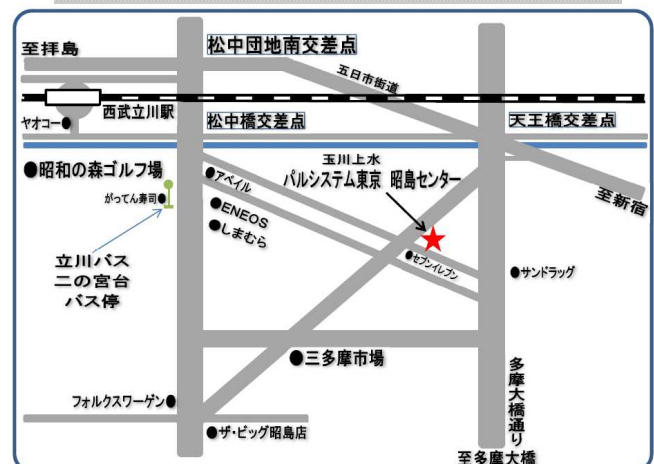 松中団地南交差点
至拝島
五日市街道
西武立川駅
ヤオコー
松中橋交差点
天王橋交差点
玉川上水
●昭和の森ゴルフ場
●アベイル
パルシステム東京 昭島センター
至新宿
がってん寿司●
●ENEOS
●しまむら
立川バス
二の宮台
バス停
●セブンイレブン
●サンドラッグ
●三多摩市場
多摩大橋通り
フォルクスワーゲン●
●ザ・ビッグ昭島店
至多摩大橋